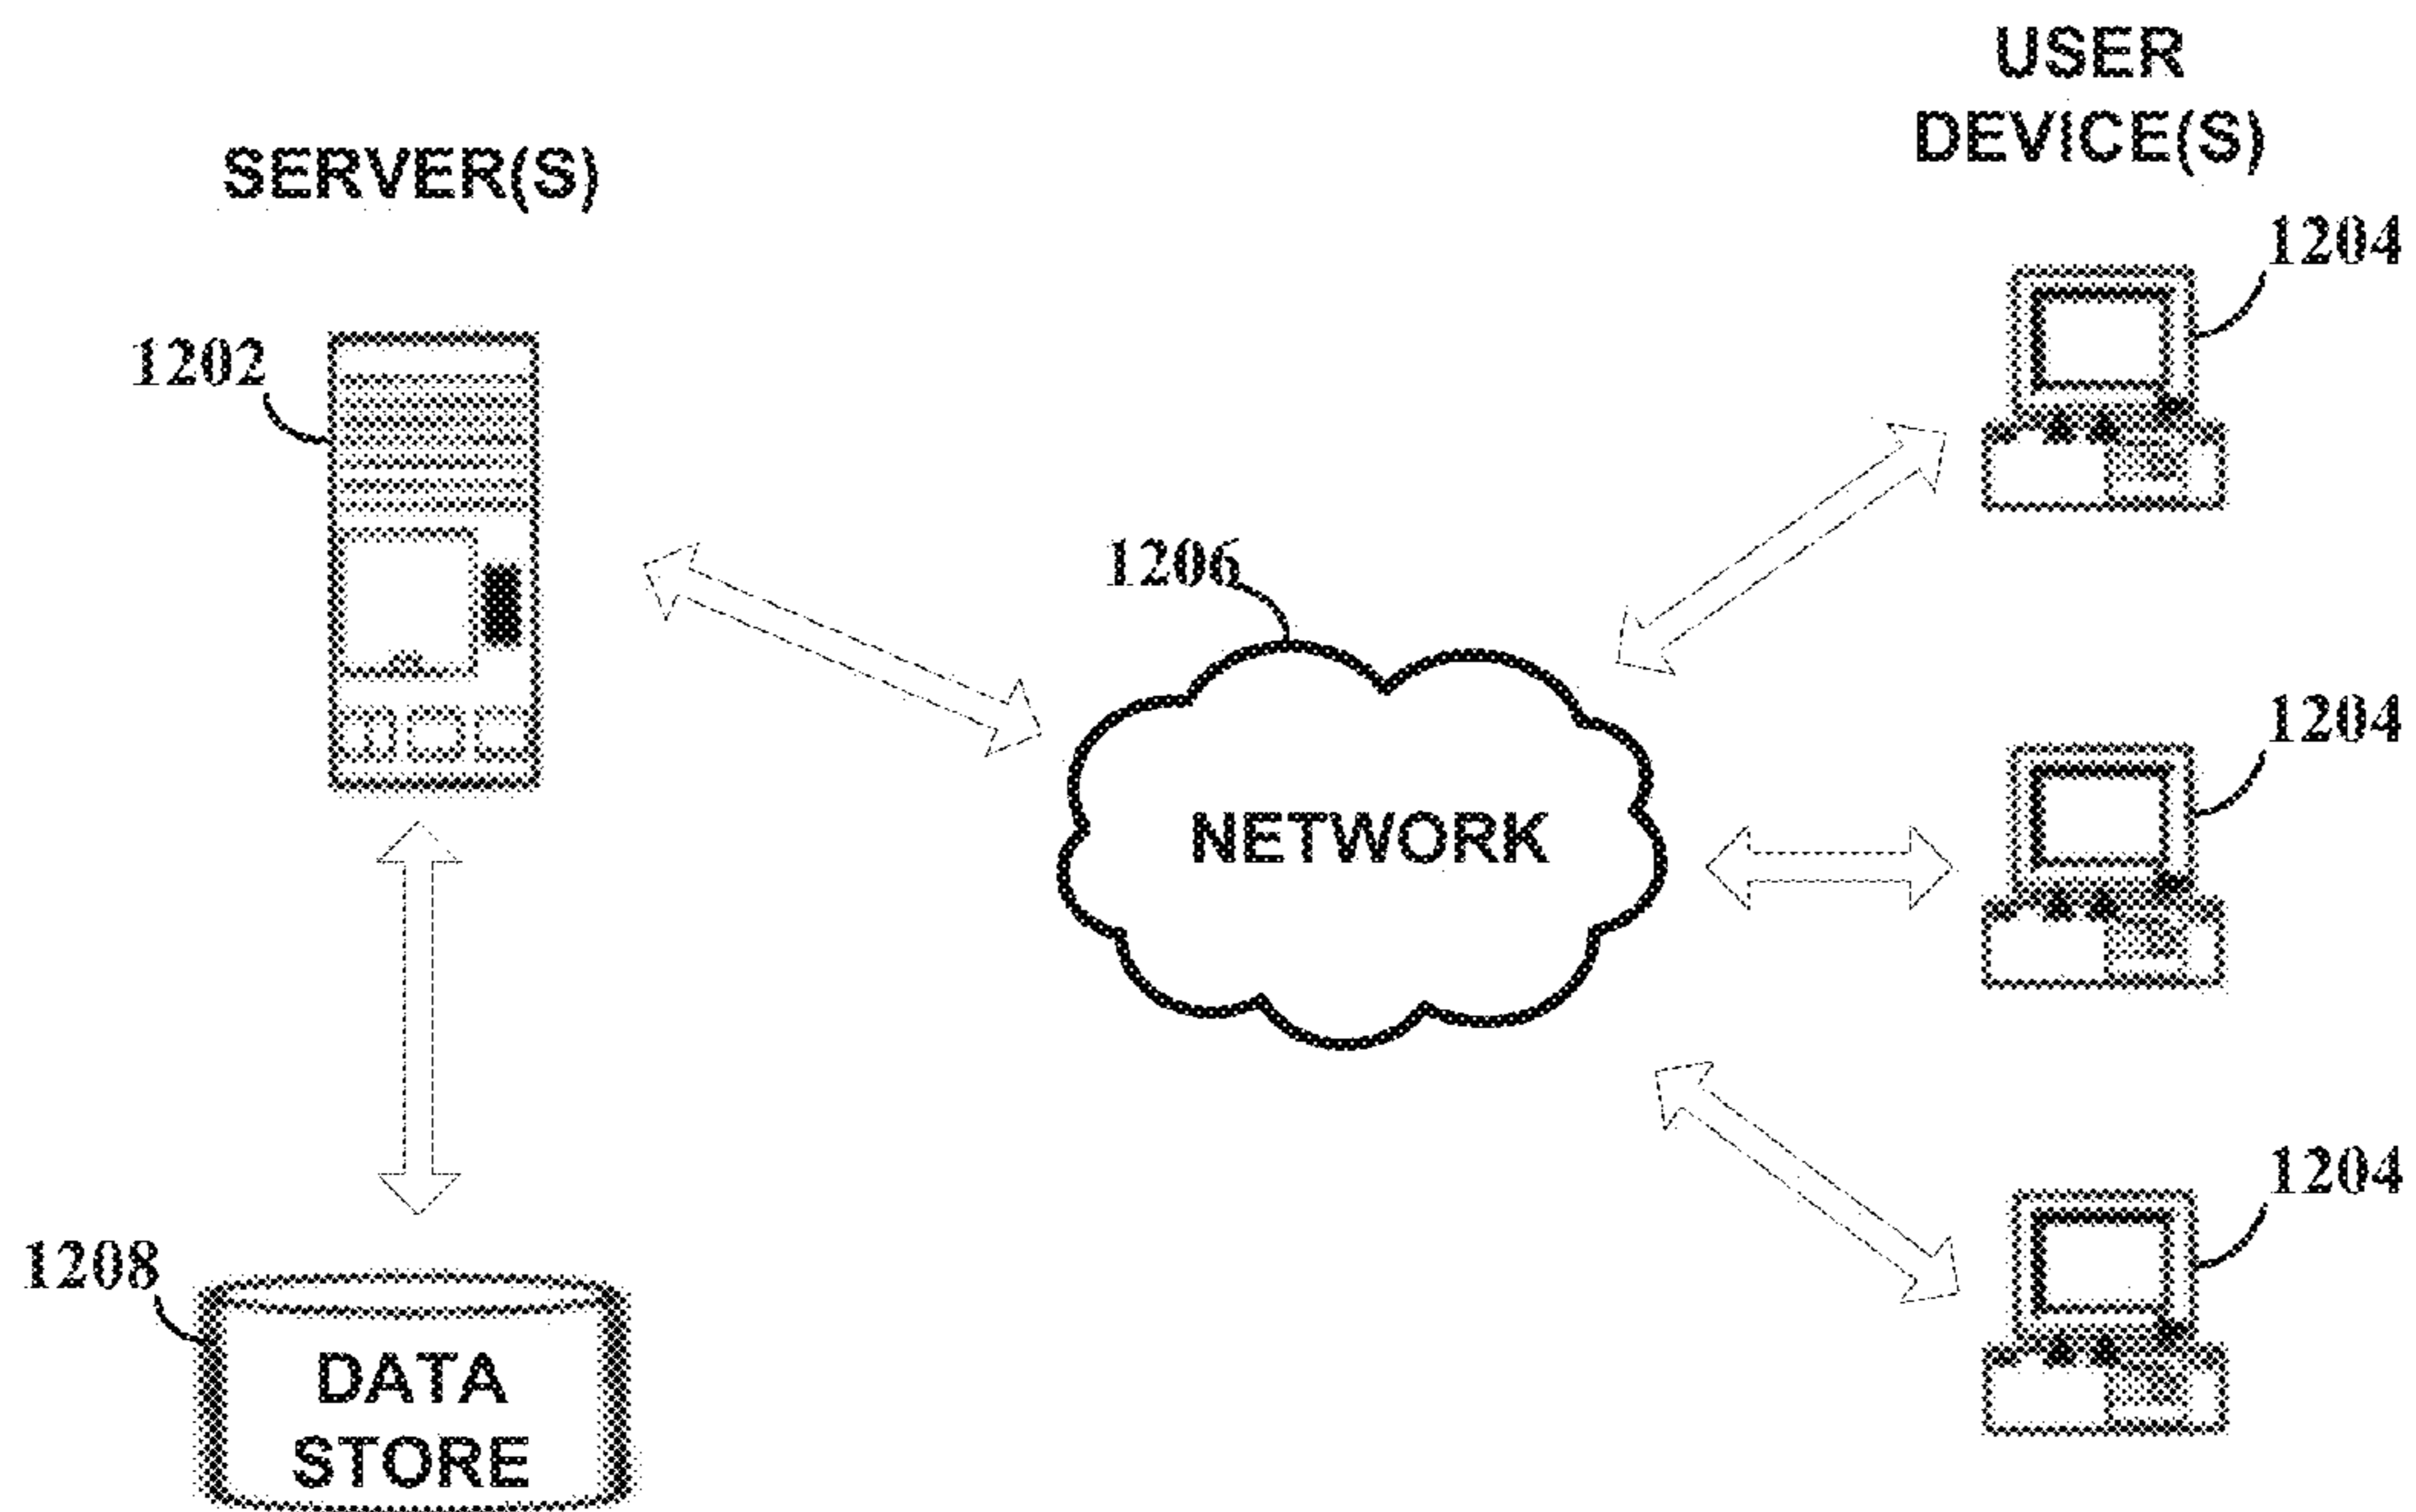 USER
DEVICE(S)
SERVER(S)
1204
1202
1206
1204
NETWORK
1204
1208
DATA
STORE